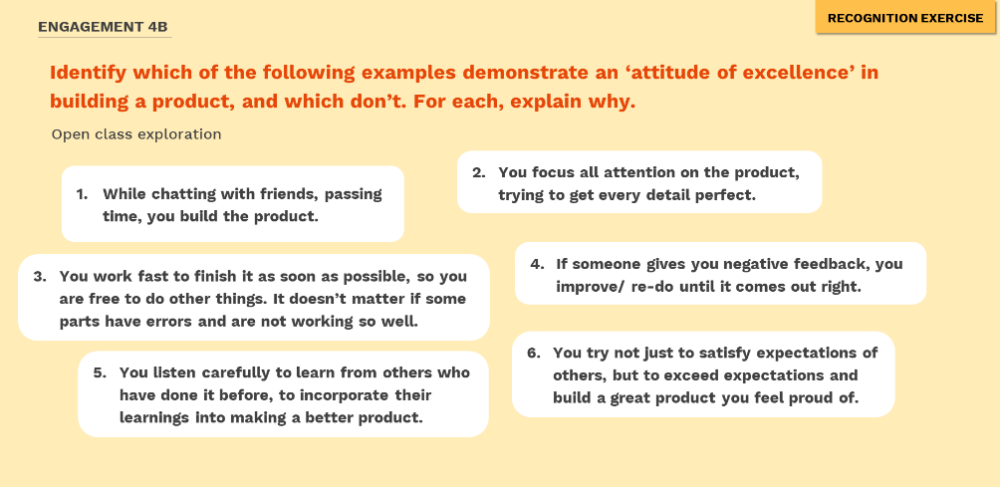 ENGAGEMENT 4B
RECOGNITION EXERCISE
Identify which of the following examples demonstrate an ‘attitude of excellence’ in
building a product, and which don’t. For each, explain why.
Open class exploration
1. While chatting with friends, passing
time, you build the product.
2. You focus all attention on the product,
trying to get every detail perfect.
3. You work fast to finish it as soon as possible, so you
are free to do other things. It doesn’t matter if some
parts have errors and are not working so well.
4. If someone gives you negative feedback, you
improve/ re-do until it comes out right.
5. You listen carefully to learn from others who
have done it before, to incorporate their
learnings into making a better product.
6. You try not just to satisfy expectations of
others, but to exceed expectations and
build a great product you feel proud of.